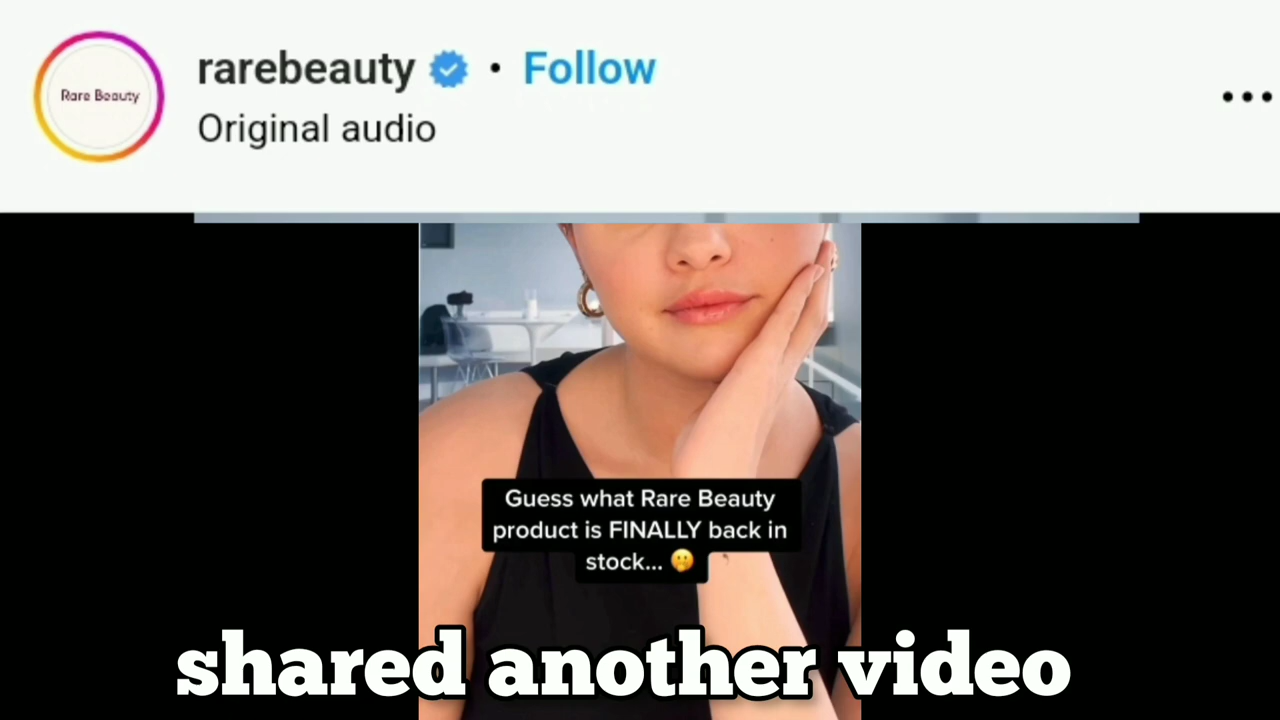 Rare Beauty
rarebeauty • Follow
Original audio
Guess what Rare Beauty
product is FINALLY back in
stock... 🤭
shared another video